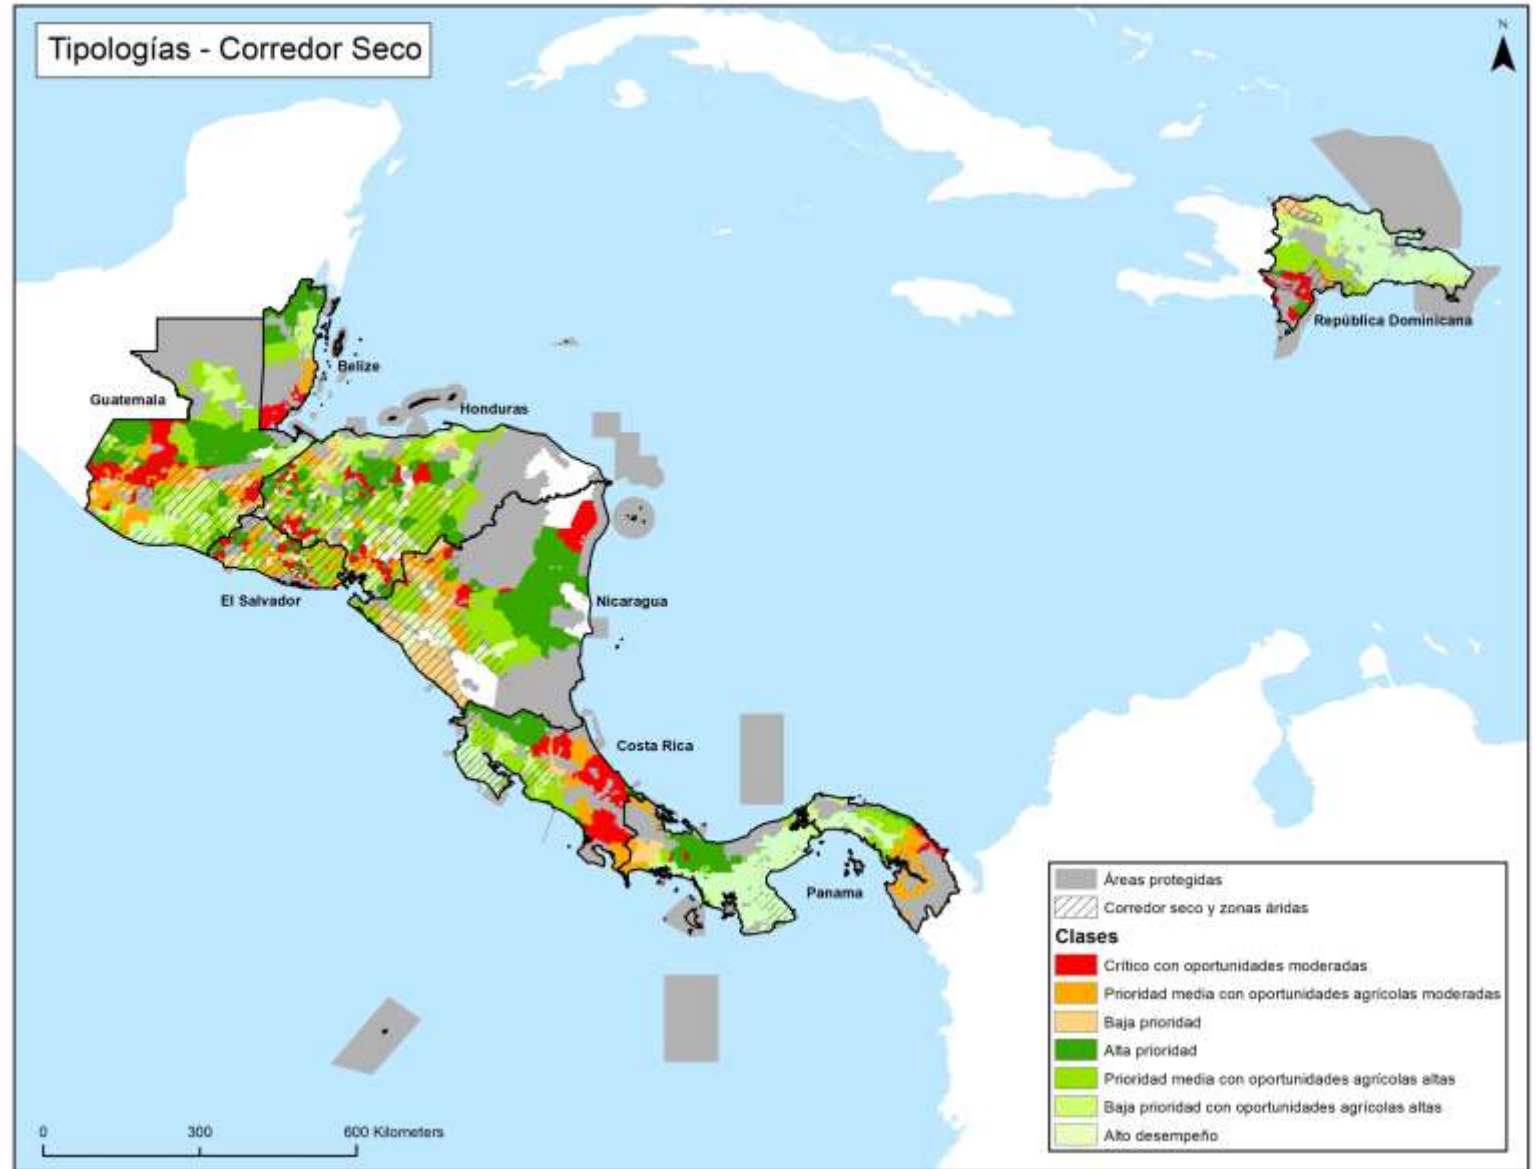 Tipologías - Corredor Seco
N
República Dominicana
Belize
Guatemala
Honduras
El Salvador
Nicaragua
Costa Rica
Panama
Áreas protegidas
Corredor seco y zonas áridas
Clases
Crítico con oportunidades moderadas
Prioridad media con oportunidades agrícolas moderadas
Baja prioridad
Alta prioridad
Prioridad media con oportunidades agrícolas altas
Baja prioridad con oportunidades agrícolas altas
Alto desempeño
0 300 600 Kilometers